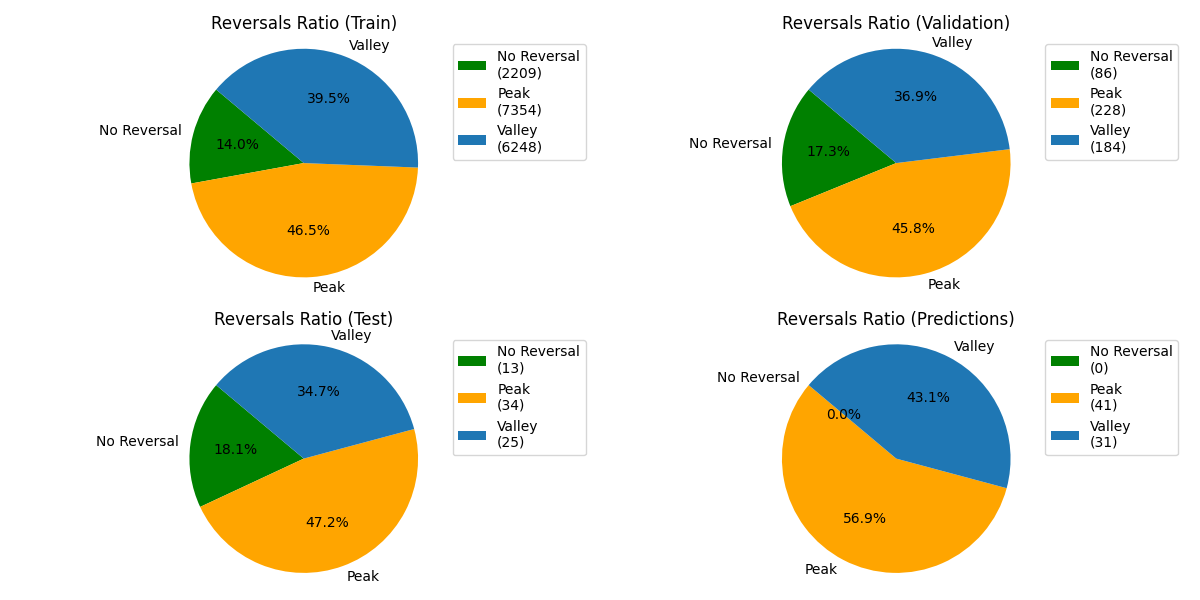 Reversals Ratio (Train)
Valley
39.5%
No Reversal
14.0%
46.5%
Peak
No Reversal
(2209)
Peak
(7354)
Valley
(6248)
Reversals Ratio (Validation)
Valley
36.9%
No Reversal
17.3%
45.8%
Peak
No Reversal
(86)
Peak
(228)
Valley
(184)
Reversals Ratio (Test)
Valley
34.7%
No Reversal
18.1%
47.2%
Peak
No Reversal
(13)
Peak
(34)
Valley
(25)
Reversals Ratio (Predictions)
Valley
No Reversal
43.1%
0.0%
56.9%
Peak
No Reversal
(0)
Peak
(41)
Valley
(31)